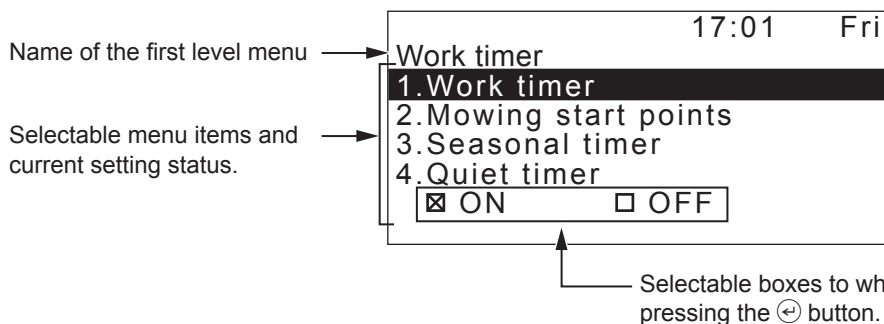 17:01 Fri
Name of the first level menu
Work timer
1.Work timer
2.Mowing start points
Selectable menu items and
current setting status.
3.Seasonal timer
4.Quiet timer
☒ ON ☐ OFF
Selectable boxes to
pressing the button.